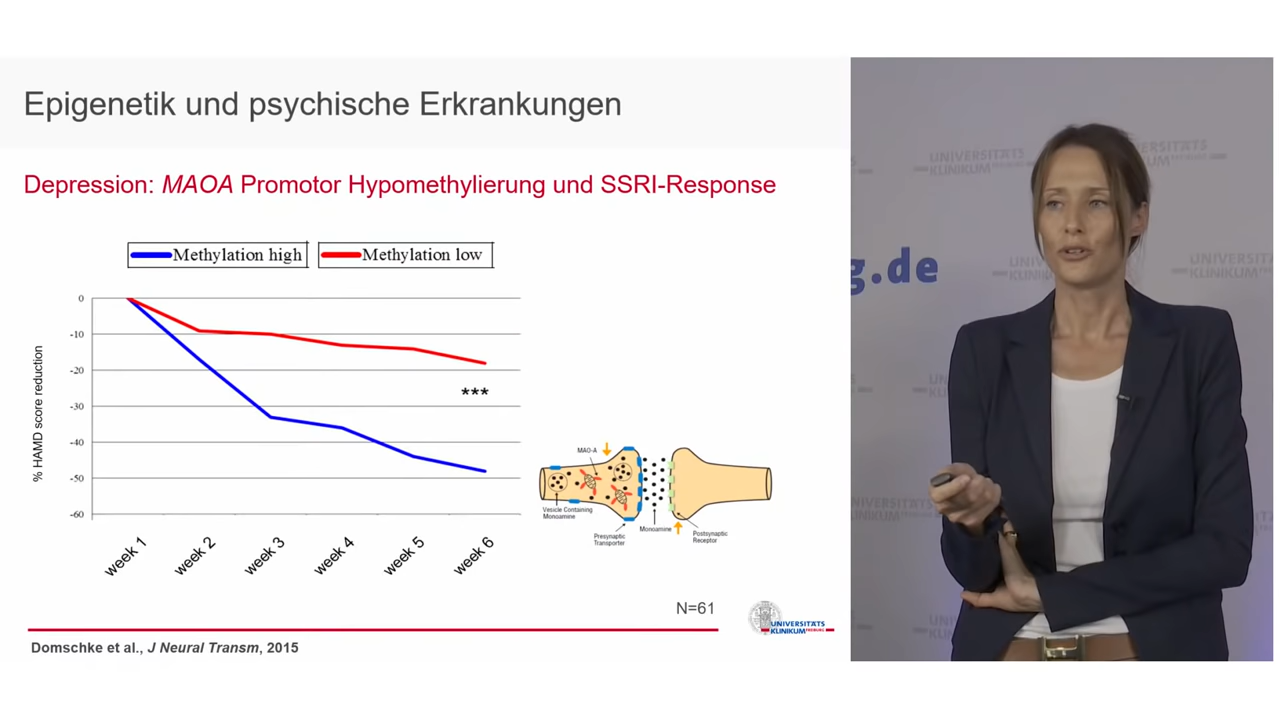 Epigenetik und psychische Erkrankungen
Depression: MAOA Promotor Hypomethylierung und SSRI-Response
Methylation high
Methylation low
% HAMD score reduction
0
-10
-20
-30
-40
-50
-60
week 1
week 2
week 3
week 4
week 5
week 6
***
MAO-A
Vesicle Containing
Monoamine
Presynaptic
Transporter
Monoamine
Postsynaptic
Receptor
N=61
UNIVERSITÄTS
KLINIKUM FREIBURG
Domschke et al., J Neural Transm, 2015
g.de
UNIVERSITÄTS
KLINIKUM